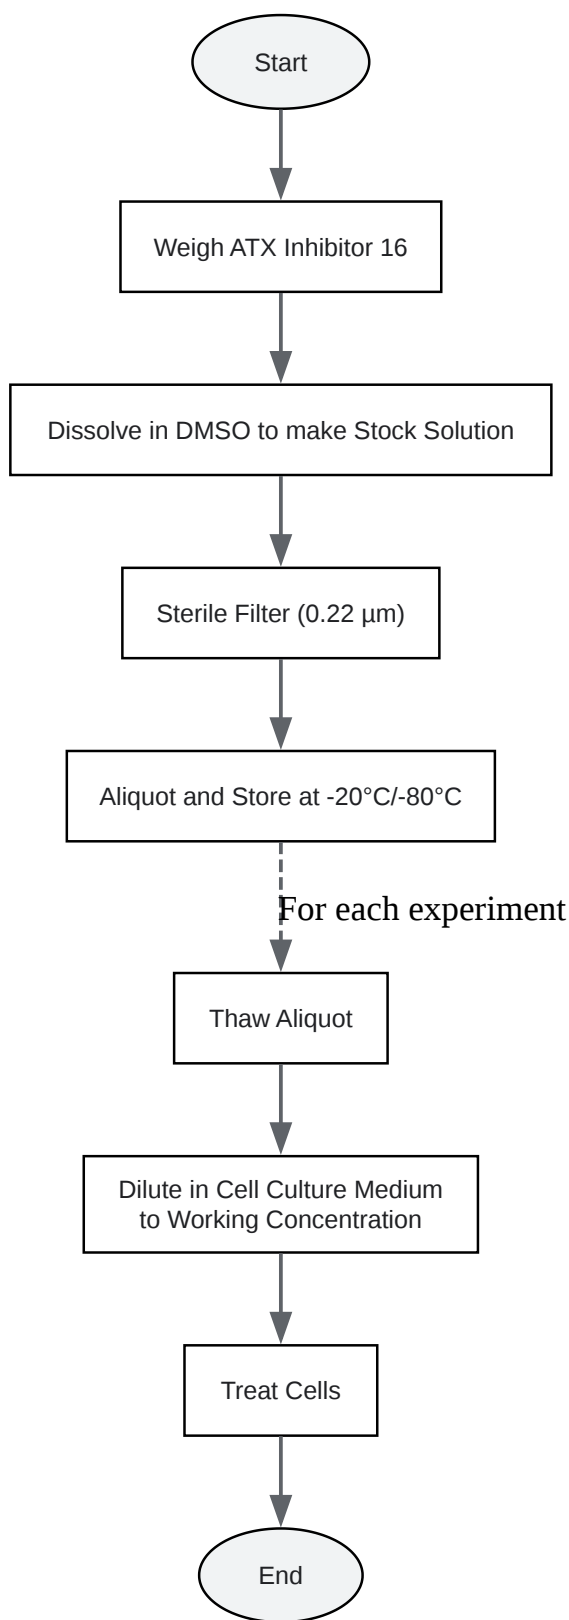 Start
Weigh ATX Inhibitor 16
Dissolve in DMSO to make Stock Solution
Sterile Filter (0.22 µm)
Aliquot and Store at -20°C/-80°C
For each experiment
Thaw Aliquot
Dilute in Cell Culture Medium
to Working Concentration
Treat Cells
End